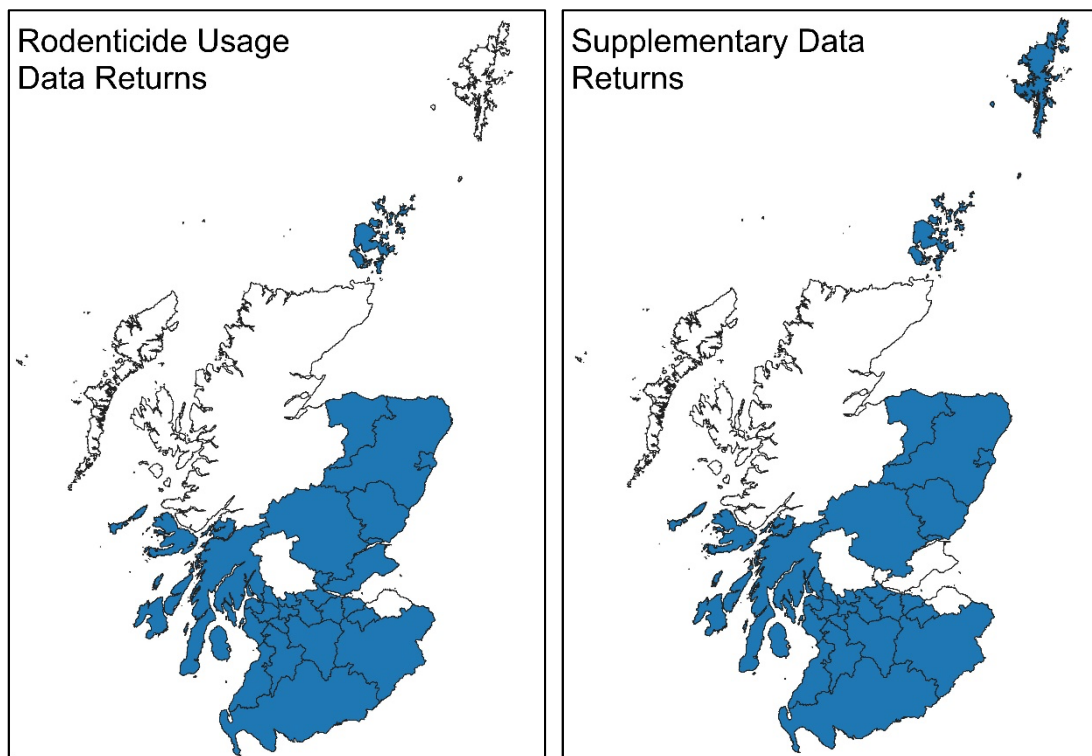 Rodenticide Usage
Data Returns
Supplementary Data
Returns